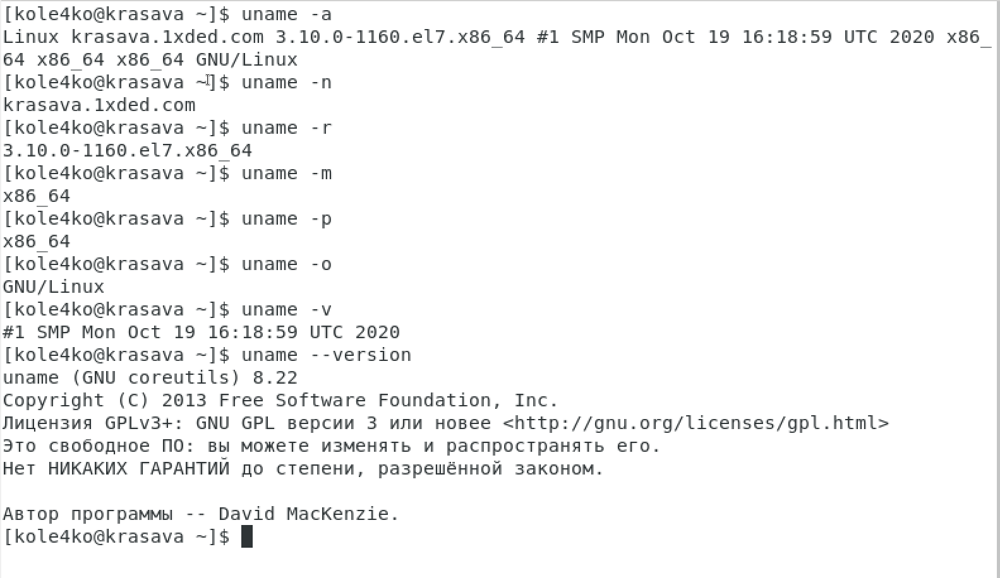 [kole4ko@krasava ~]$ uname -a
Linux krasava.1xded.com 3.10.0-1160.el7.x86_64 #1 SMP Mon Oct 19 16:18:59 UTC 2020 x86_
64 x86_64 x86_64 GNU/Linux
[kole4ko@krasava ~]$ uname -n
krasava.1xded.com
[kole4ko@krasava ~]$ uname -r
3.10.0-1160.el7.x86_64
[kole4ko@krasava ~]$ uname -m
x86_64
[kole4ko@krasava ~]$ uname -p
x86_64
[kole4ko@krasava ~]$ uname -o
GNU/Linux
[kole4ko@krasava ~]$ uname -v
#1 SMP Mon Oct 19 16:18:59 UTC 2020
[kole4ko@krasava ~]$ uname --version
uname (GNU coreutils) 8.22
Copyright (C) 2013 Free Software Foundation, Inc.
Лицензия GPLv3+: GNU GPL версии 3 или новее <http://gnu.org/licenses/gpl.html>
Это свободное ПО: вы можете изменять и распространять его.
Нет НИКАКИХ ГАРАНТИЙ до степени, разрешённой законом.

Автор программы -- David MacKenzie.
[kole4ko@krasava ~]$